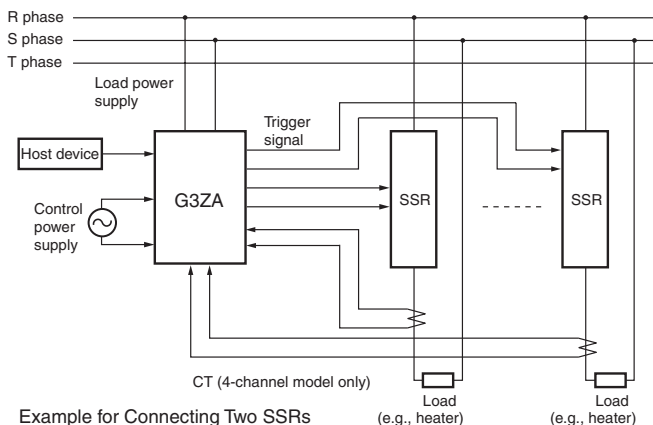 R phase
S phase
T phase
Load power
supply
Trigger
signal
Host device
G3ZA
SSR
SSR
Control
power
supply
CT (4-channel model only)
Load
(e.g., heater)
Load
(e.g., heater)
Example for Connecting Two SSRs